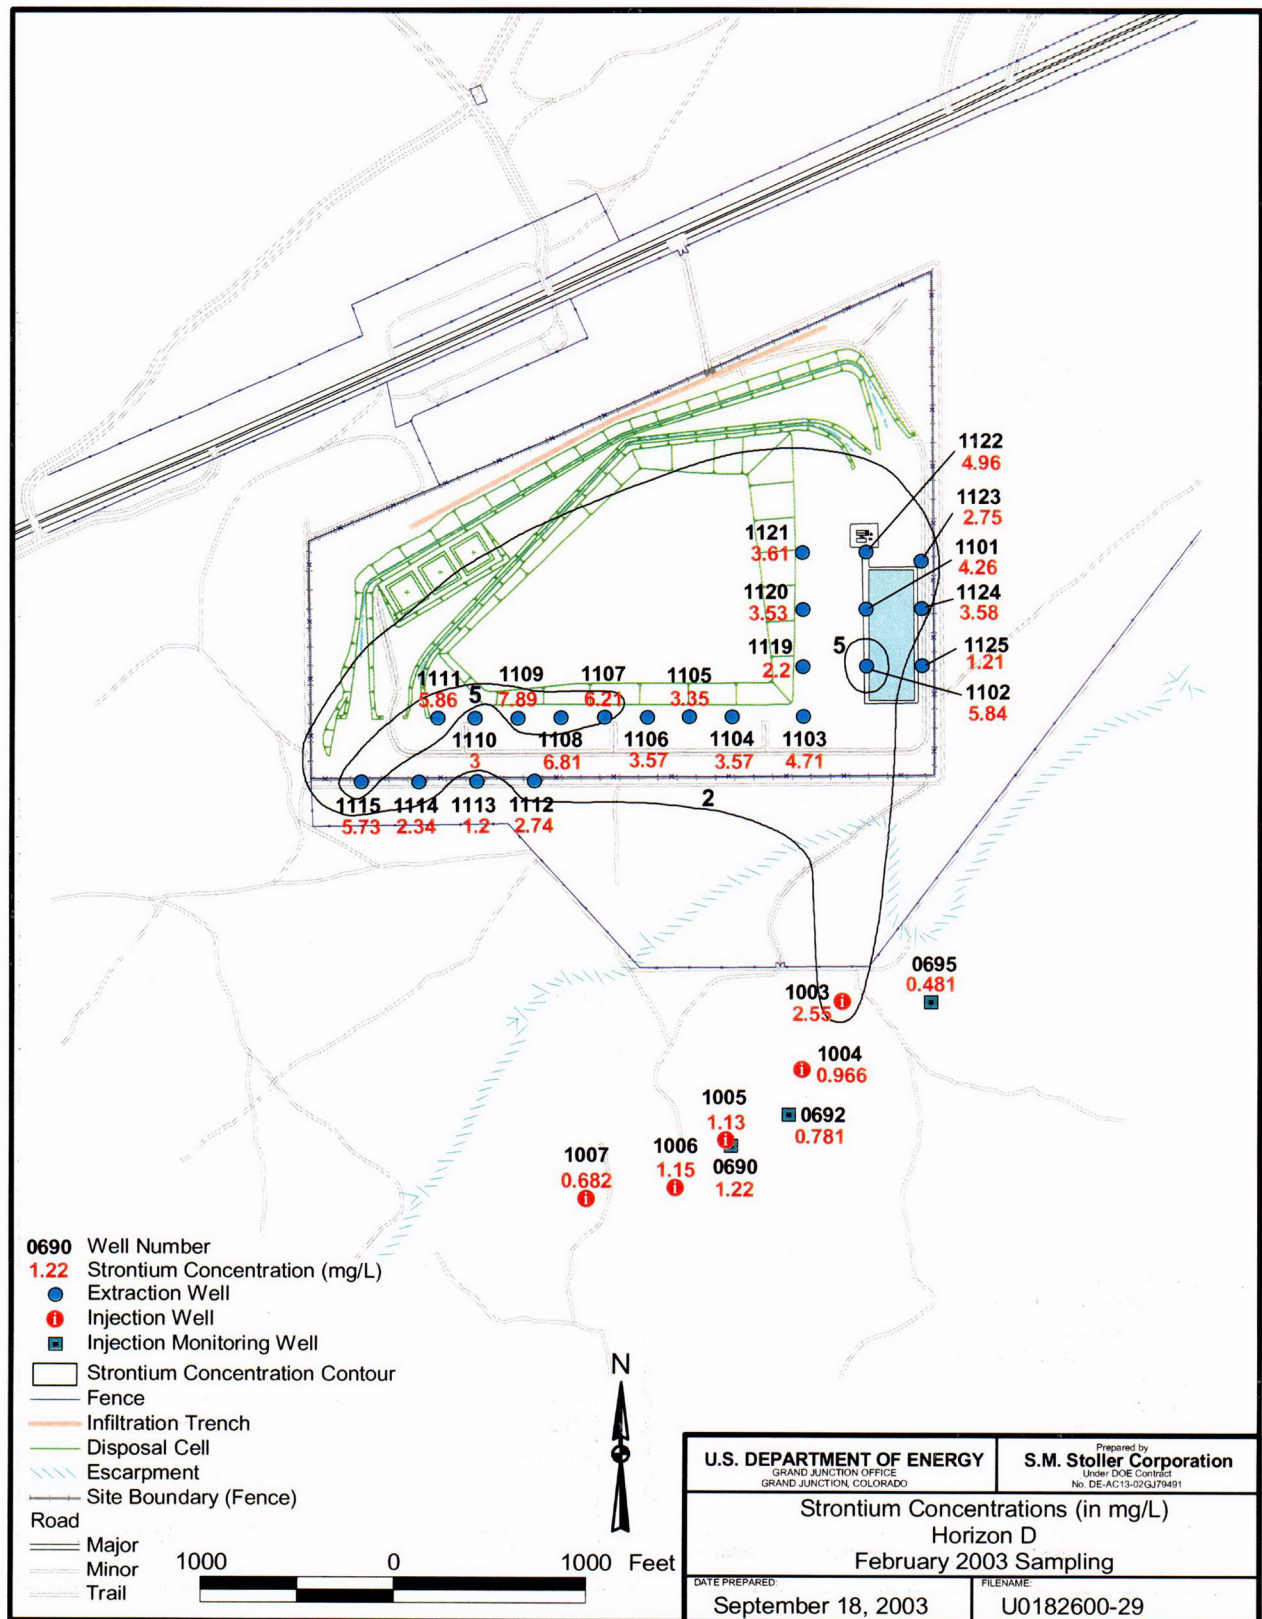 1122
4.96
1123
2.75
1121
3.61
1101
4.26
1120
3.53
1124
3.58
1119
2.2
5
1125
1.21
1102
5.84
1111
5.86
5
1109
7.89
1107
6.21
1105
3.35
1110
3
1108
6.81
1106
3.57
1104
3.57
1103
4.71
1115
5.73
1114
2.34
1113
1.2
1112
2.74
2
0695
0.481
1003
2.55
1004
0.966
1005
1.13
0692
0.781
1007
0.682
1006
1.15
0690
1.22
0690 Well Number
1.22 Strontium Concentration (mg/L)
Extraction Well
i Injection Well
Injection Monitoring Well
Strontium Concentration Contour
Fence
Infiltration Trench
Disposal Cell
Escarpment
Site Boundary (Fence)
Road
Major
Minor
Trail
N
1000 0 1000 Feet
U.S. DEPARTMENT OF ENERGY
GRAND JUNCTION OFFICE
GRAND JUNCTION, COLORADO
Prepared by
S.M. Stoller Corporation
Under DOE Contract
No. DE-AC13-02GJ79491
Strontium Concentrations (in mg/L)
Horizon D
February 2003 Sampling
DATE PREPARED:
September 18, 2003
FILENAME:
U0182600-29